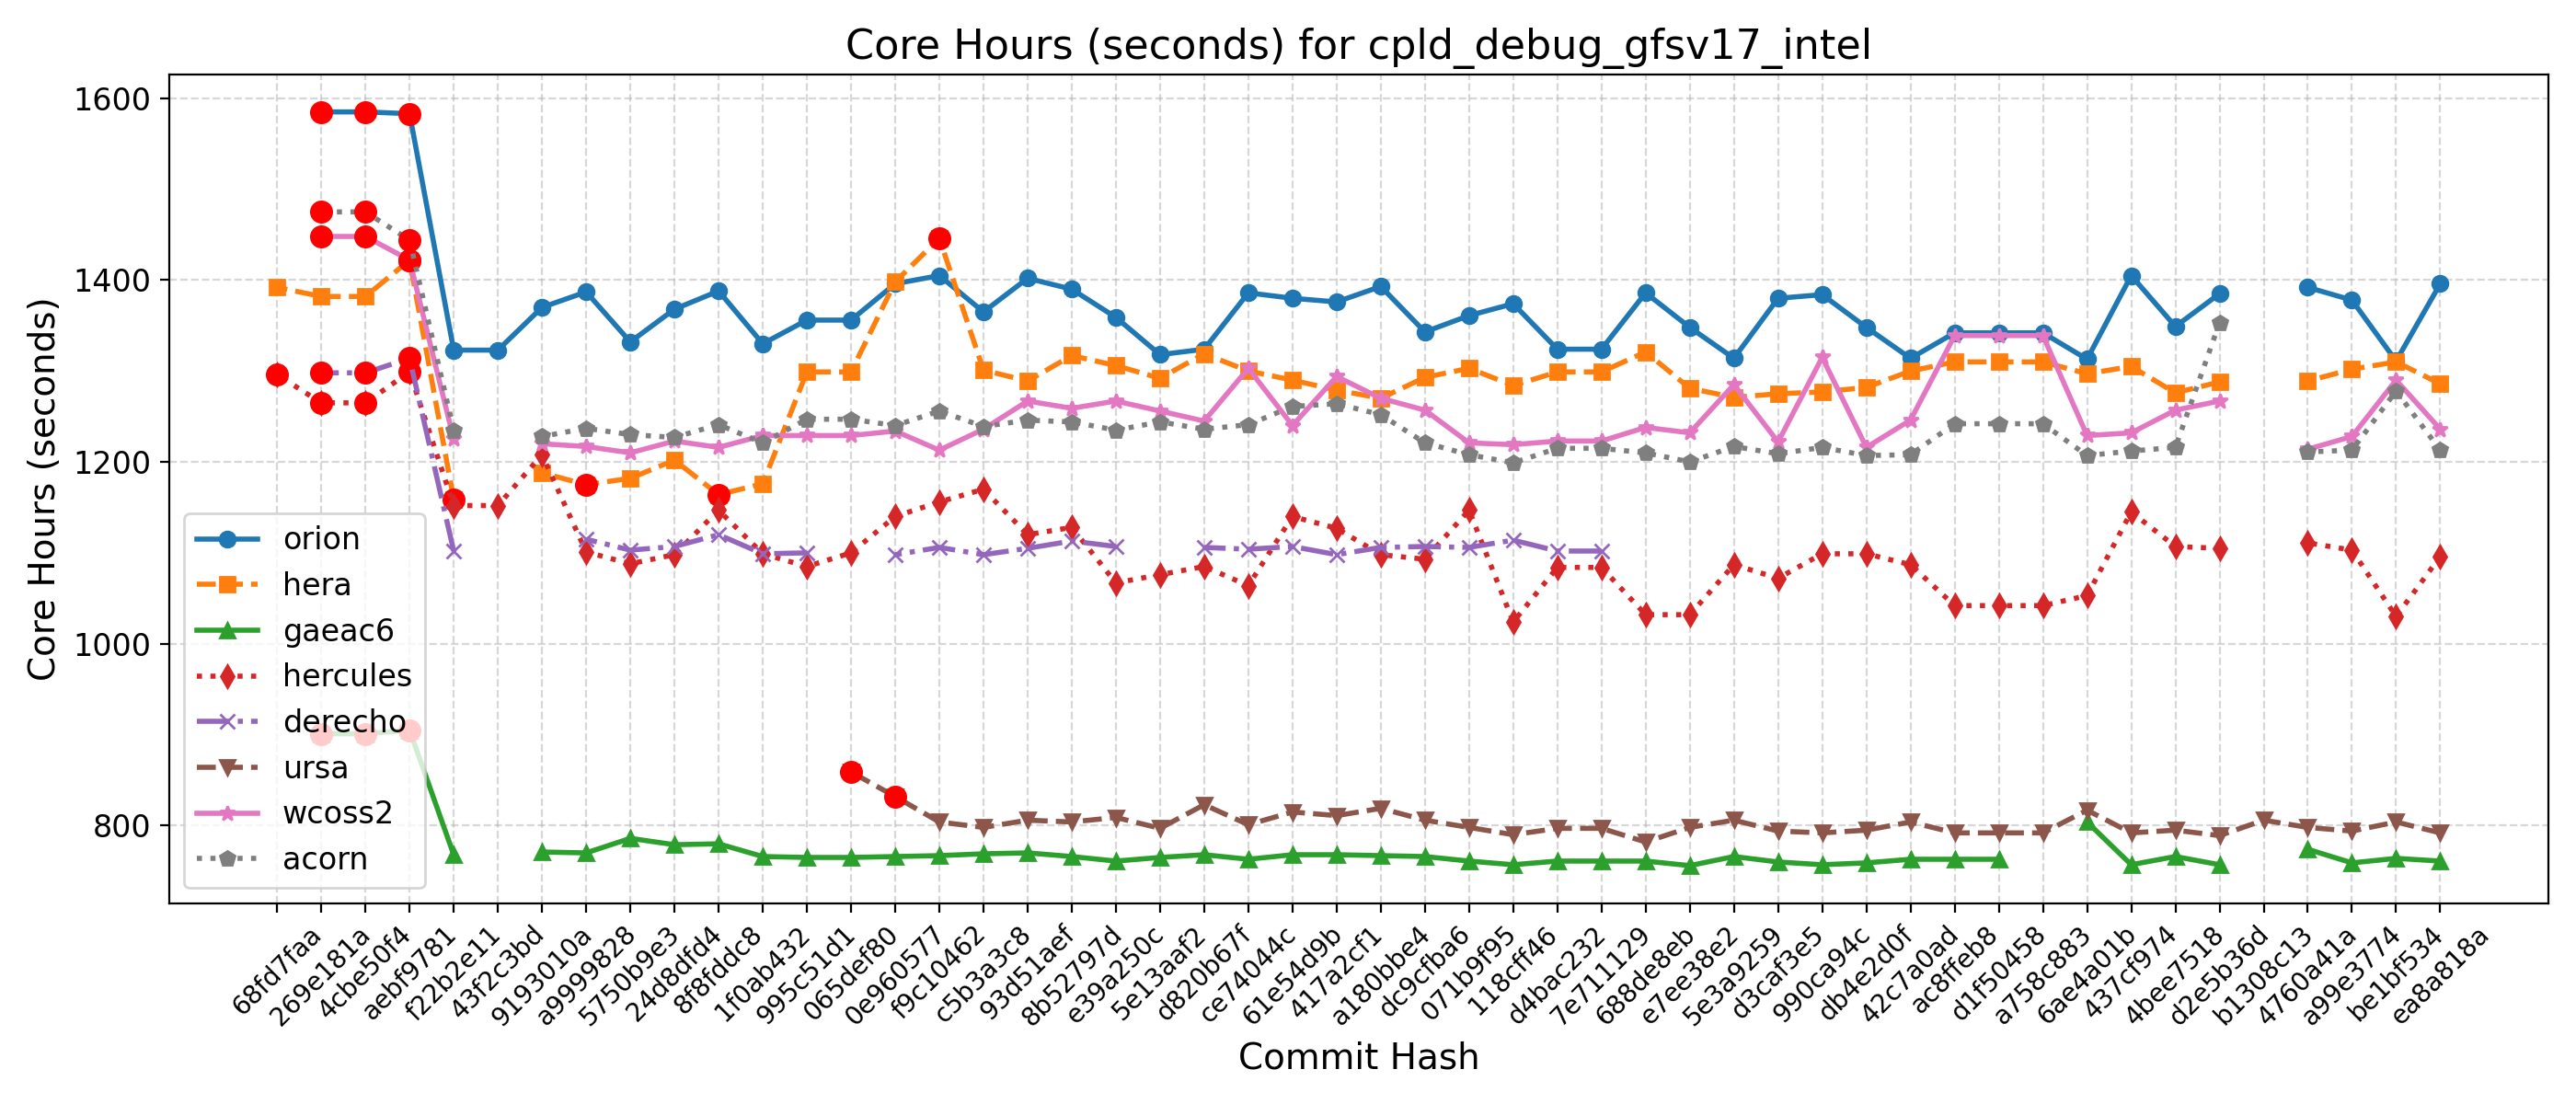 Core Hours (seconds) for cpld_debug_gfsv17_intel
Core Hours (seconds)
1600
1400
1200
1000
800
orion
hera
gaeac6
hercules
derecho
ursa
wcoss2
acorn
68fd7faa
269e181a
4cbe50f4
aebf9781
f22b2e11
43f2c3bd
9193010a
a9999828
5750b9e3
24d8dfd4
8f8fddc8
1f0ab432
995c51d1
065def80
0e960577
f9c10462
c5b3a3c8
93d51aef
8b52797d
e39a250c
5e13aaf2
d820b67f
ce74044c
61e54d9b
417a2cf1
a180bbe4
dc9cfba6
071b9f95
118cff46
d4bac232
7e711129
688de8eb
e7ee38e2
5e3a9259
d3caf3e5
990ca94c
db4e2d0f
42c7a0ad
ac8ffeb8
d1f50458
a758c883
6ae4a01b
437cf974
4bee7518
d2e5b36d
b1308c13
4760a41a
a99e3774
be1bf534
ea8a818a
Commit Hash